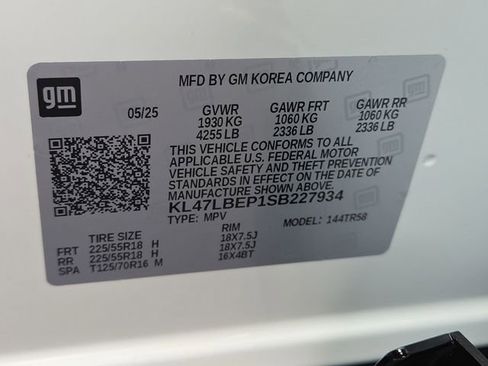 gm
MFD BY GM KOREA COMPANY
05/25 GVWR GAWR FRT GAWR RR
1930 KG 1060 KG 1060 KG
4255 LB 2336 LB 2336 LB
THIS VEHICLE CONFORMS TO ALL
APPLICABLE U.S. FEDERAL MOTOR
VEHICLE SAFETY AND THEFT PREVENTION
STANDARDS IN EFFECT ON THE DATE OF
MANUFACTURE SHOWN ABOVE.
KL47LBEP1SB227934
TYPE: MPV MODEL: 144TR58
TIRE SIZE RIM
FRT 225/55R18 H 18X7.5J
RR 225/55R18 H 18X7.5J
SPA T125/70R16 M 16X4BT